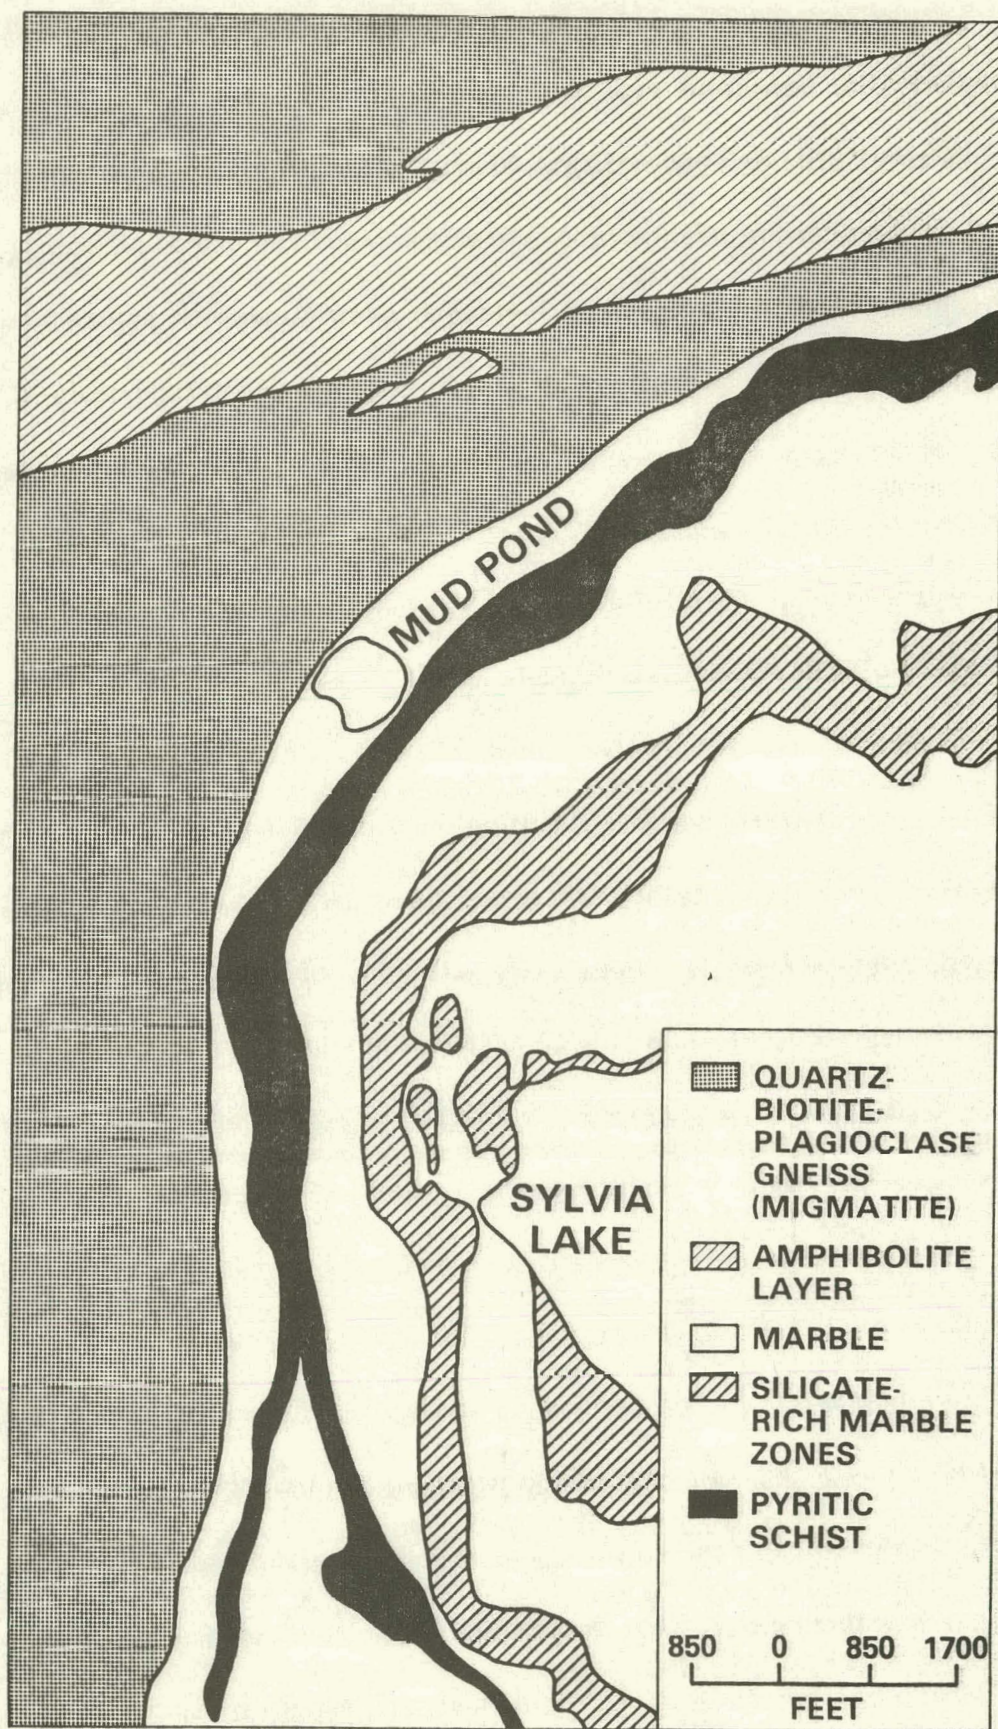 MUD POND
SYLVIA
LAKE
QUARTZ-
BIOTITE-
PLAGIOCLASE
GNEISS
(MIGMATITE)
AMPHIBOLITE
LAYER
MARBLE
SILICATE-
RICH MARBLE
ZONES
PYRITIC
SCHIST
850 0 850 1700
FEET